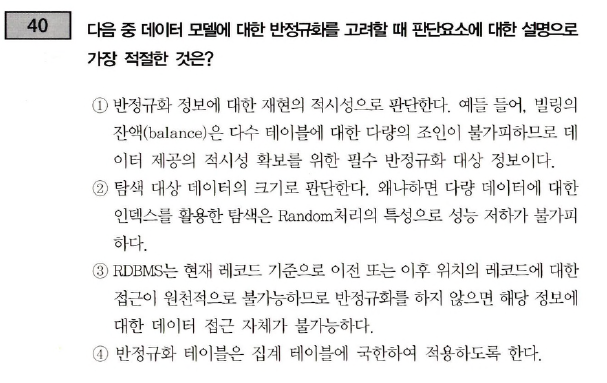 40
다음 중 데이터 모델에 대한 반정규화를 고려할 때 판단요소에 대한 설명으로
가장 적절한 것은?
① 반정규화 정보에 대한 재현의 적시성으로 판단한다. 예들 들어, 빌링의
잔액(balance)은 다수 테이블에 대한 다량의 조인이 불가피하므로 데
이터 제공의 적시성 확보를 위한 필수 반정규화 대상 정보이다.
② 탐색 대상 데이터의 크기로 판단한다. 왜냐하면 다량 데이터에 대한
인덱스를 활용한 탐색은 Random처리의 특성으로 성능 저하가 불가피
하다.
③ RDBMS는 현재 레코드 기준으로 이전 또는 이후 위치의 레코드에 대한
접근이 원천적으로 불가능하므로 반정규화를 하지 않으면 해당 정보에
대한 데이터 접근 자체가 불가능하다.
④ 반정규화 테이블은 집계 테이블에 국한하여 적용하도록 한다.